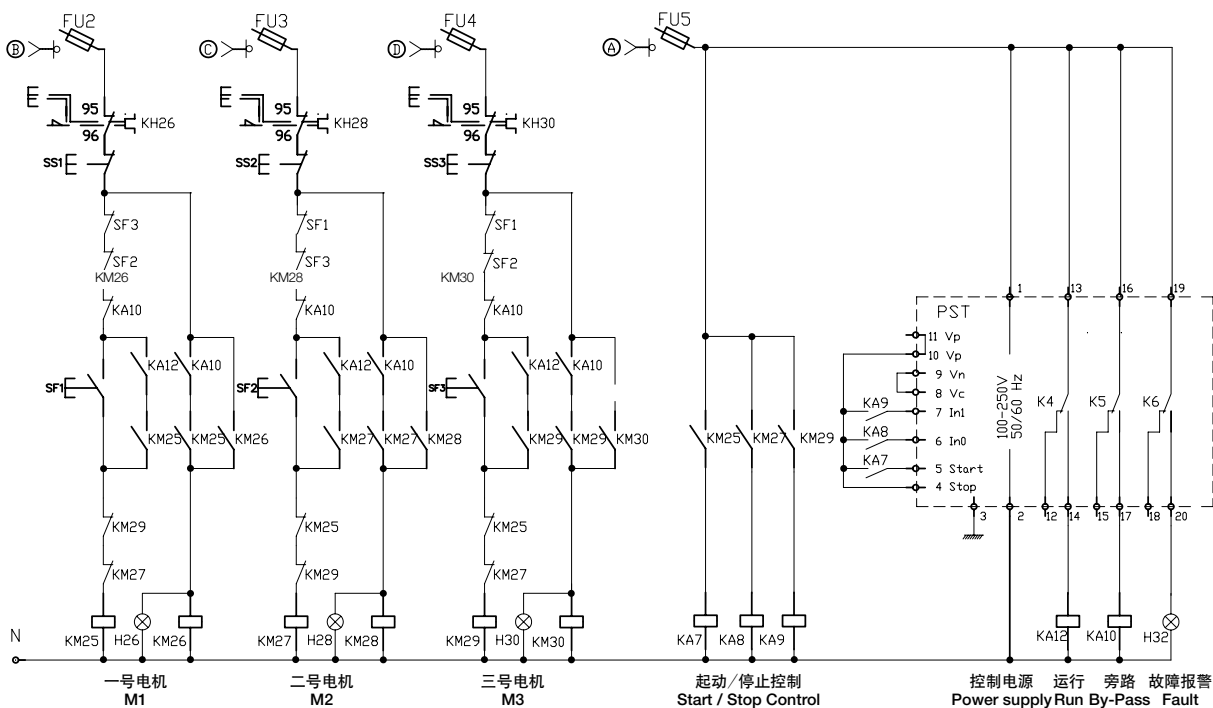 FU2 FU3 FU4 FU5
B C D A
95 95 95
KH26 KH28 KH30
96 96 96
SS1 SS2 SS3
SF3 SF1 SF1
SF2 SF3 SF2
KM26 KM28 KM30
KA10 KA10 KA10
1 13 16 19
PST
11 Vp
10 Vp
9 Vn
8 Vc
7 In1
6 In0
5 Start
4 Stop
KA9
KA8
KA7
100-250V
50/60 Hz
K4 K5 K6
KA12 KA10 KA12 KA10 KA12 KA10
SF1 SF2 SF3
KM25 KM25 KM26 KM27 KM27 KM28 KM29 KM29 KM30 KM25 KM27 KM29
3 2 12 14 15 17 18 20
KM29 KM25 KM25
KM27 KM29 KM27
N
KM25 H26 KM26 KM27 H28 KM28 KM29 H30 KM30 KA7 KA8 KA9 KA12 KA10 H32
一号电机 二号电机 三号电机 起动/停止控制 控制电源 运行 旁路 故障报警
M1 M2 M3 Start / Stop Control Power supply Run By-Pass Fault